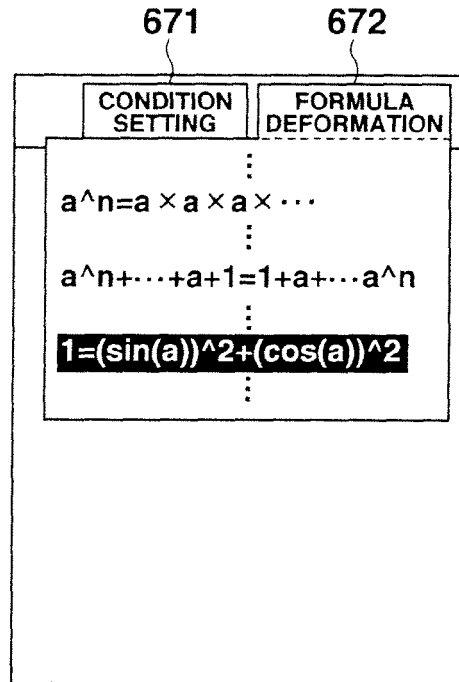 671 672
CONDITION SETTING
FORMULA DEFORMATION
a^n=a×a×a×···
a^n+···+a+1=1+a+···a^n
1=(sin(a))^2+(cos(a))^2